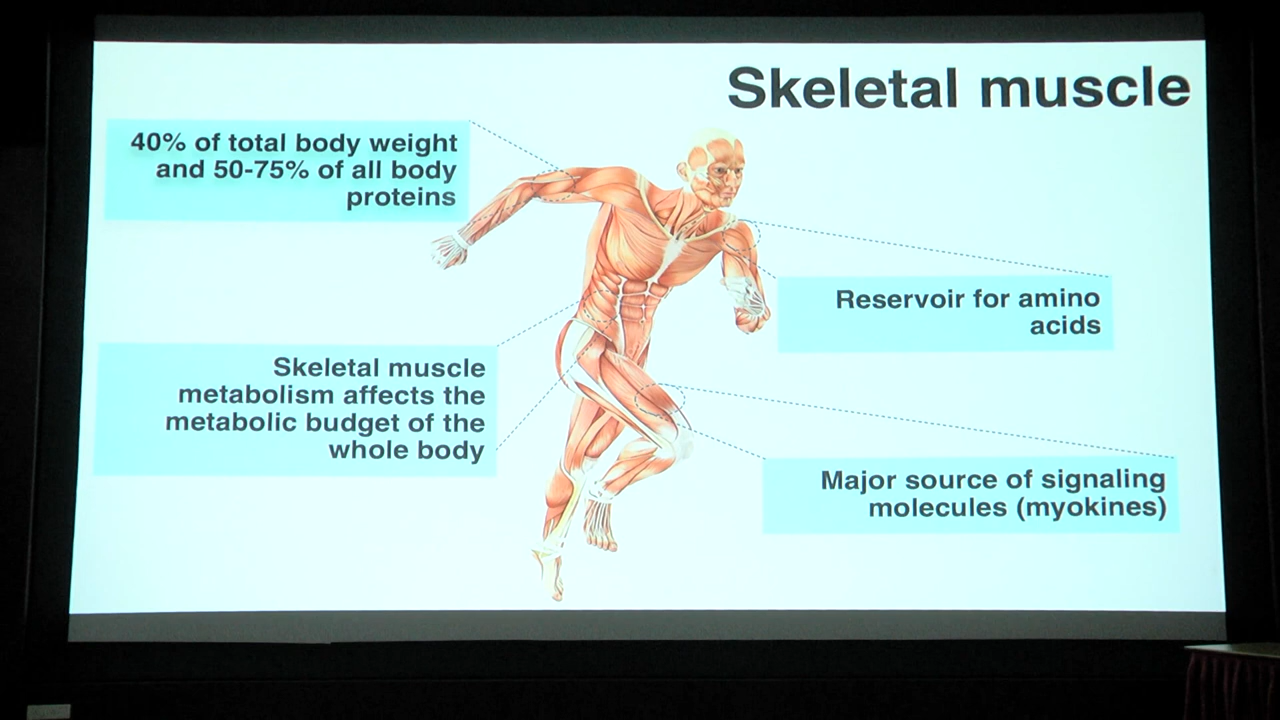 Skeletal muscle
40% of total body weight
and 50-75% of all body
proteins
Reservoir for amino
acids
Skeletal muscle
metabolism affects the
metabolic budget of the
whole body
Major source of signaling
molecules (myokines)